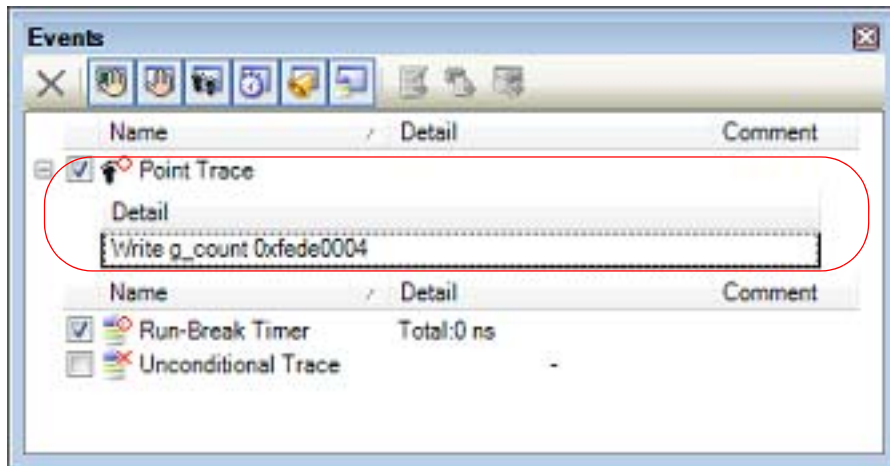 Events
Name Detail Comment
Point Trace
Detail
Write g_count 0xfede0004
Name Detail Comment
Run-Break Timer Total:0 ns
Unconditional Trace -